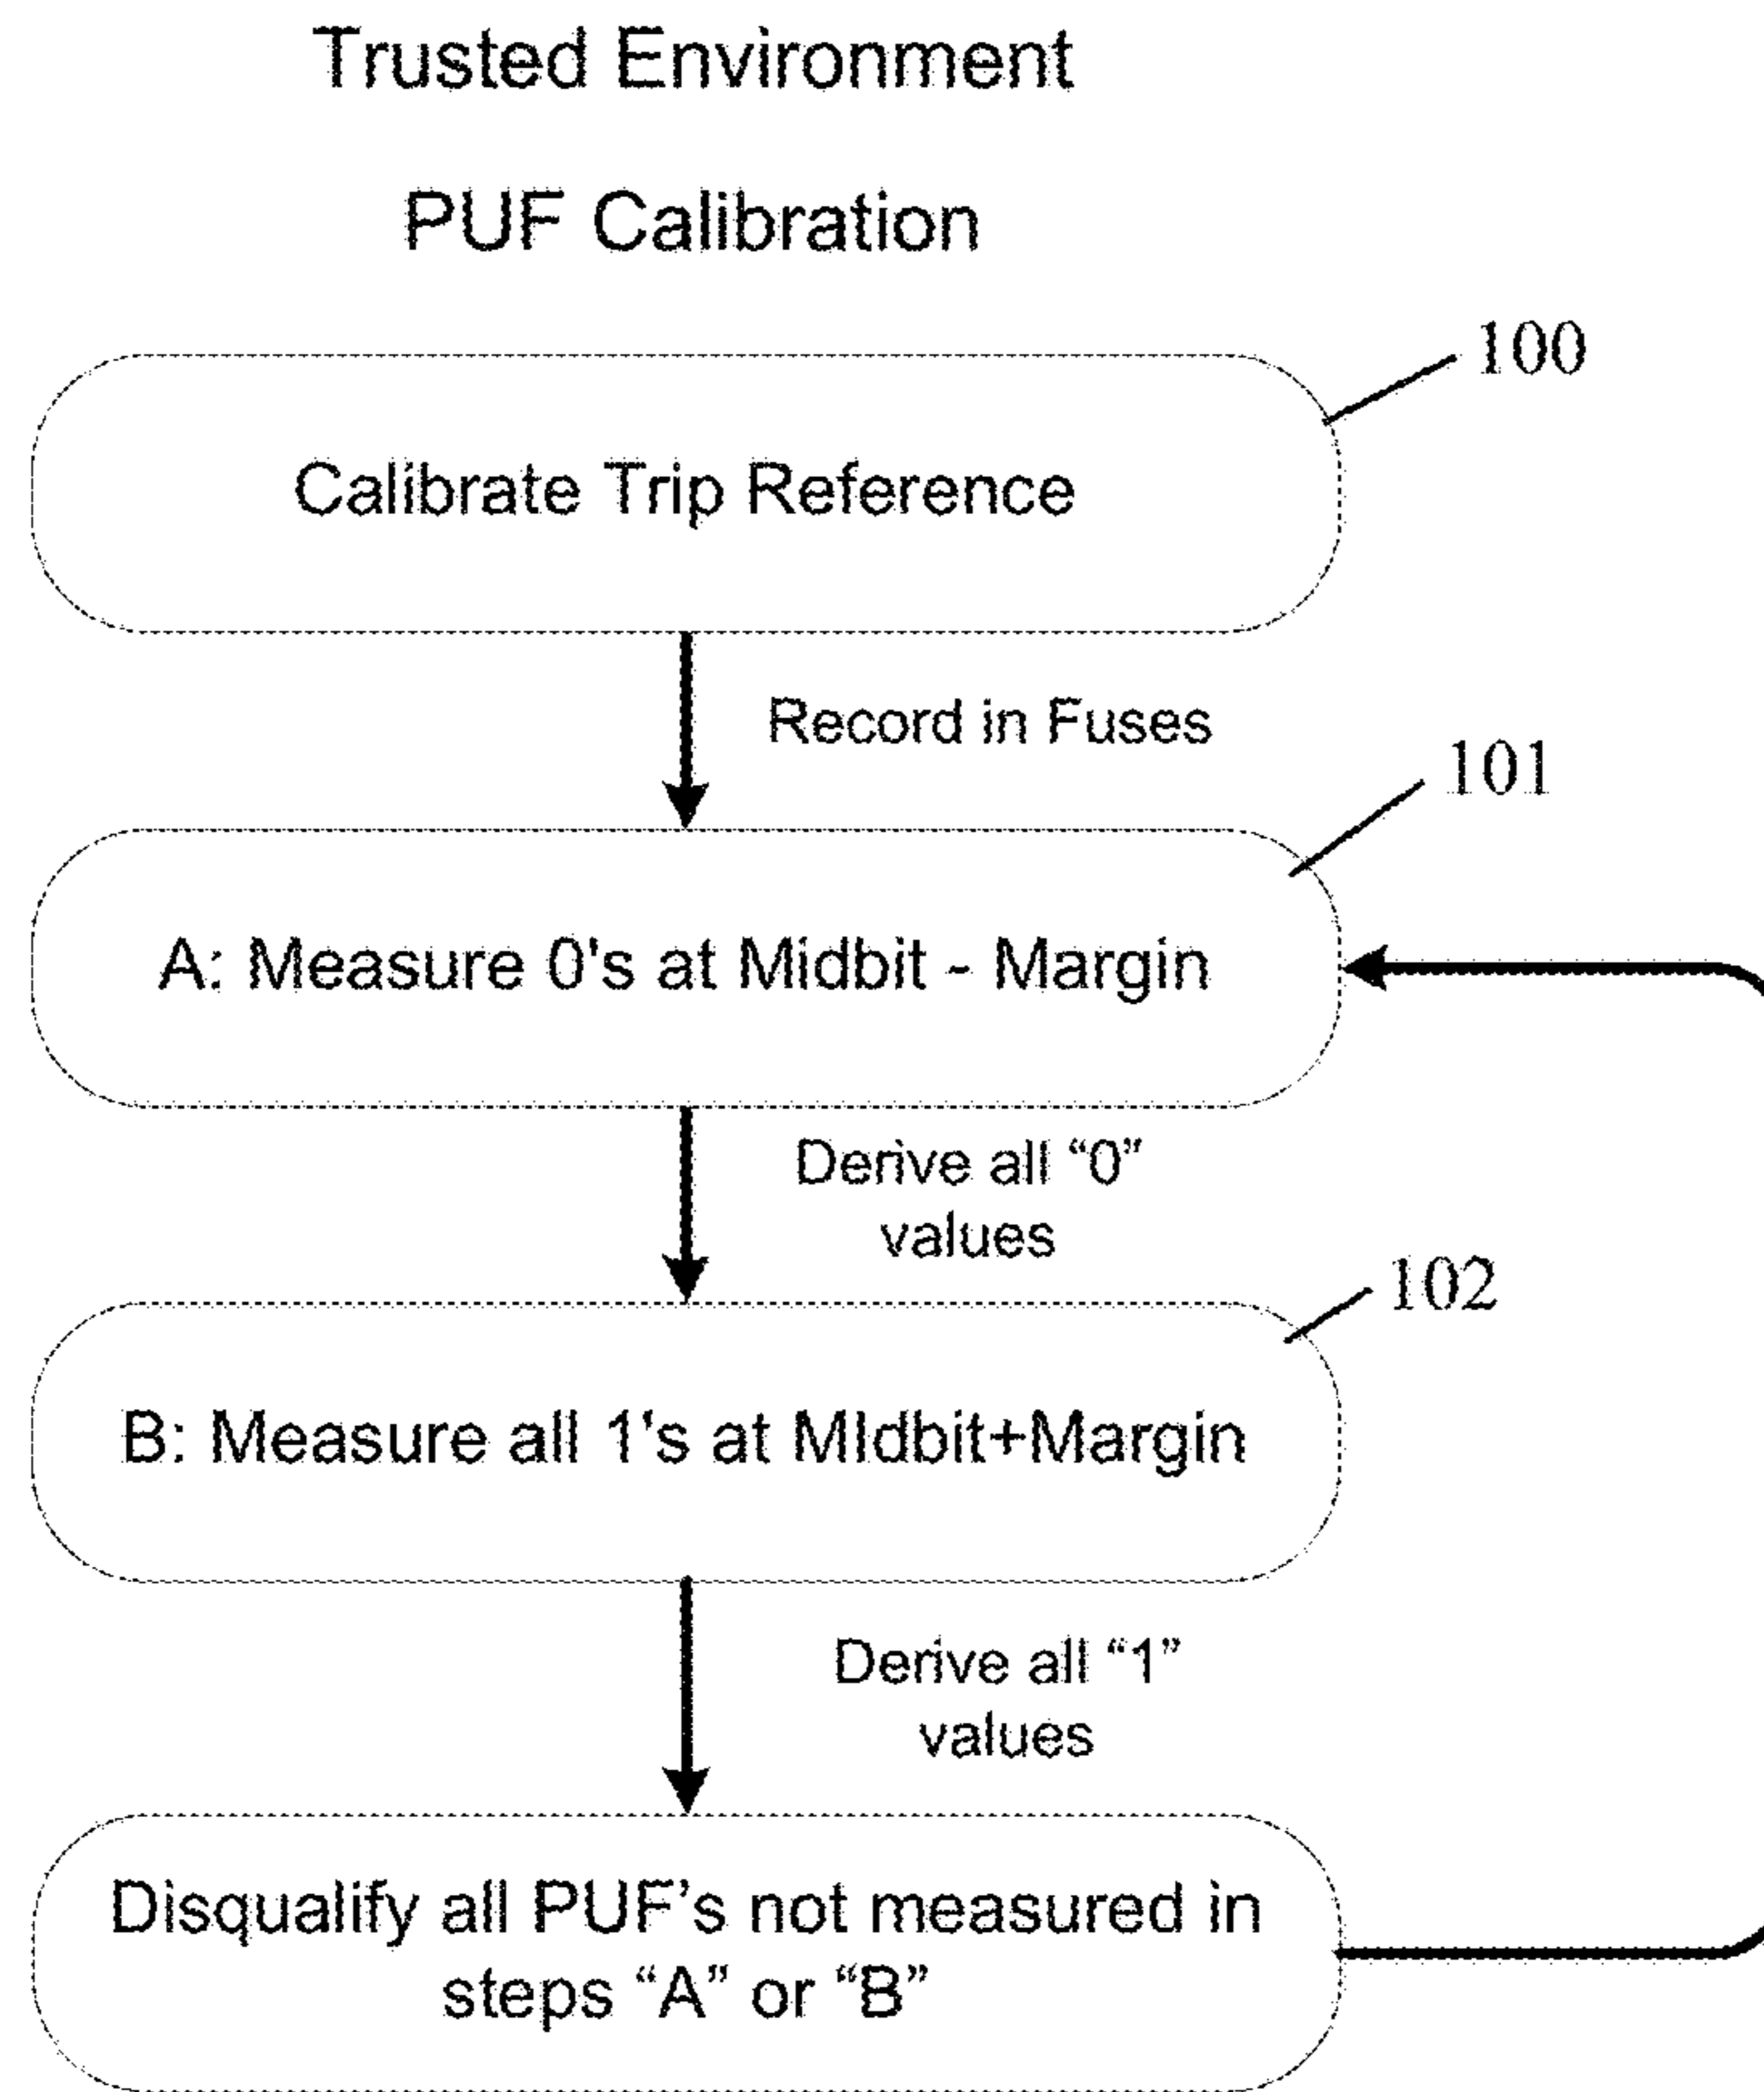 Trusted Environment
PUF Calibration
100
Calibrate Trip Reference
Record in Fuses
101
A: Measure 0's at Midbit - Margin
Derive all “0”
values
102
B: Measure all 1's at MIdbit+Margin
Derive all “1”
values
Disqualify all PUF’s not measured in
steps “A” or “B”